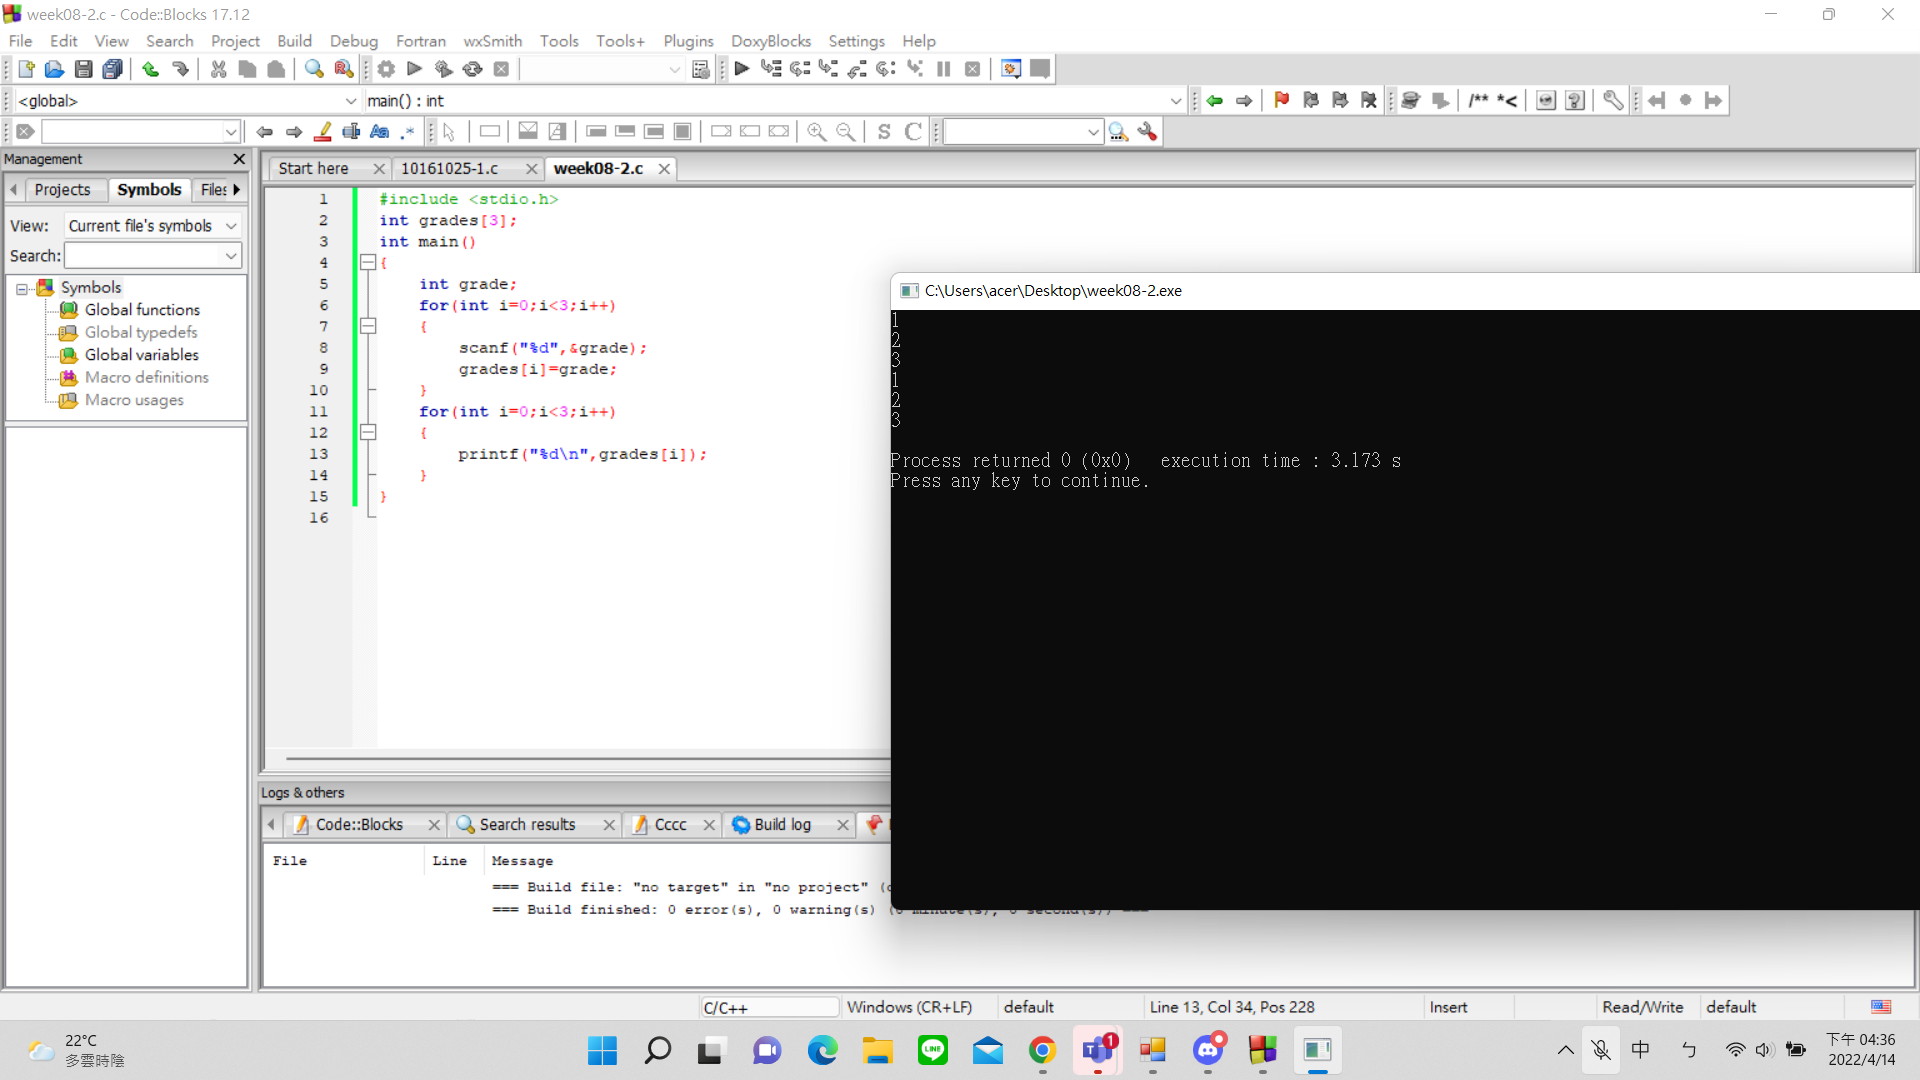 week08-2.c - Code::Blocks 17.12
File Edit View Search Project Build Debug Fortran wxSmith Tools Tools+ Plugins DoxyBlocks Settings Help
<global> main() : int
/** *<
Management
Start here 10161025-1.c week08-2.c
Projects Symbols Files
View: Current file's symbols
Search:
Symbols
Global functions
Global typedefs
Global variables
Macro definitions
Macro usages
1 #include <stdio.h>
2 int grades[3];
3 int main()
4 {
5 int grade;
6 for(int i=0;i<3;i++)
7 {
8 scanf("%d",&grade);
9 grades[i]=grade;
10 }
11 for(int i=0;i<3;i++)
12 {
13 printf("%d\n",grades[i]);
14 }
15 }
16
C:\Users\acer\Desktop\week08-2.exe
1
2
3
1
2
3
Process returned 0 (0x0) execution time : 3.173 s
Press any key to continue.
Logs & others
Code::Blocks Search results Cccc Build log
File Line Message
=== Build file: "no target" in "no project" (
=== Build finished: 0 error(s), 0 warning(s) (0 minute(s), 0 second(s)) ===
C/C++ Windows (CR+LF) default Line 13, Col 34, Pos 228 Insert Read/Write default
22°C
多雲時陰
LINE
1
中 ㄅ
下午 04:36
2022/4/14